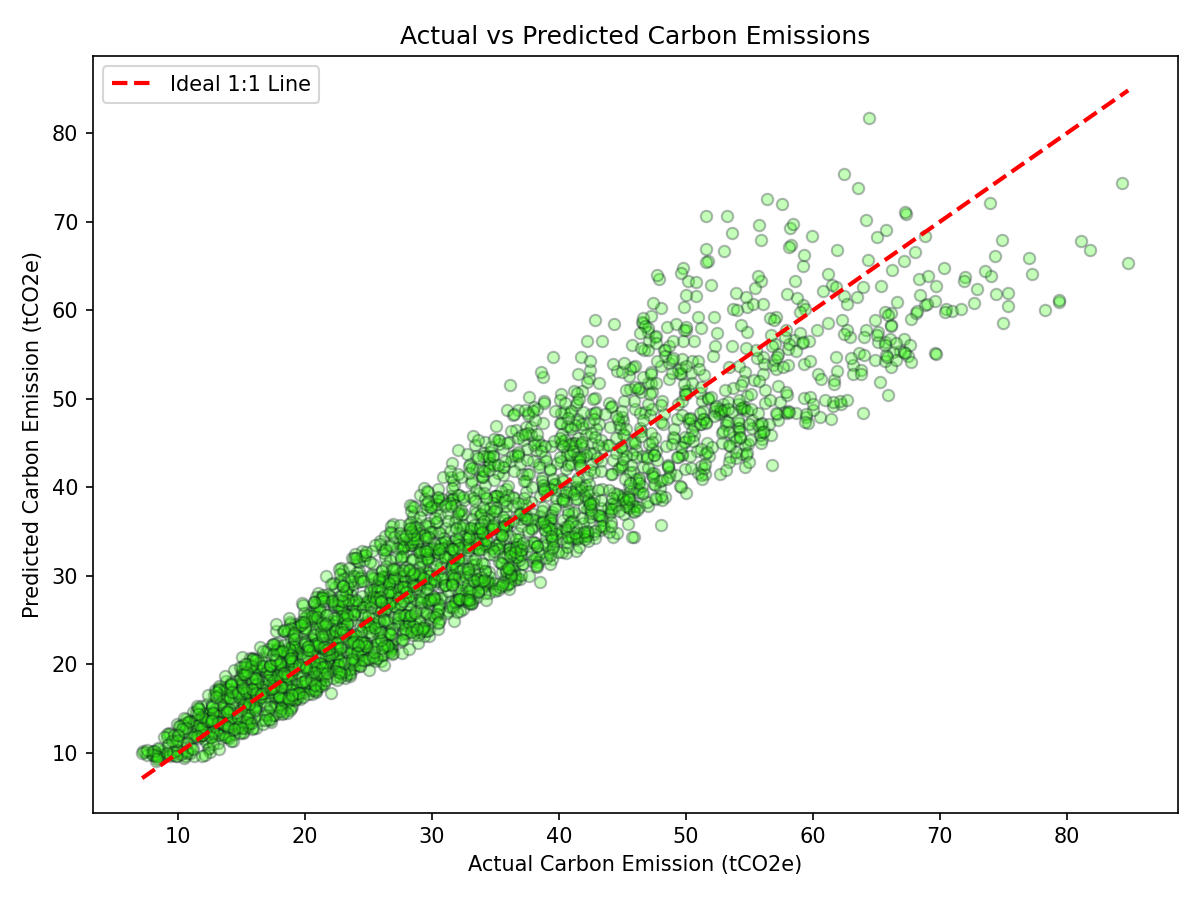 Actual vs Predicted Carbon Emissions
Ideal 1:1 Line
Predicted Carbon Emission (tCO2e)
80
70
60
50
40
30
20
10
10 20 30 40 50 60 70 80
Actual Carbon Emission (tCO2e)